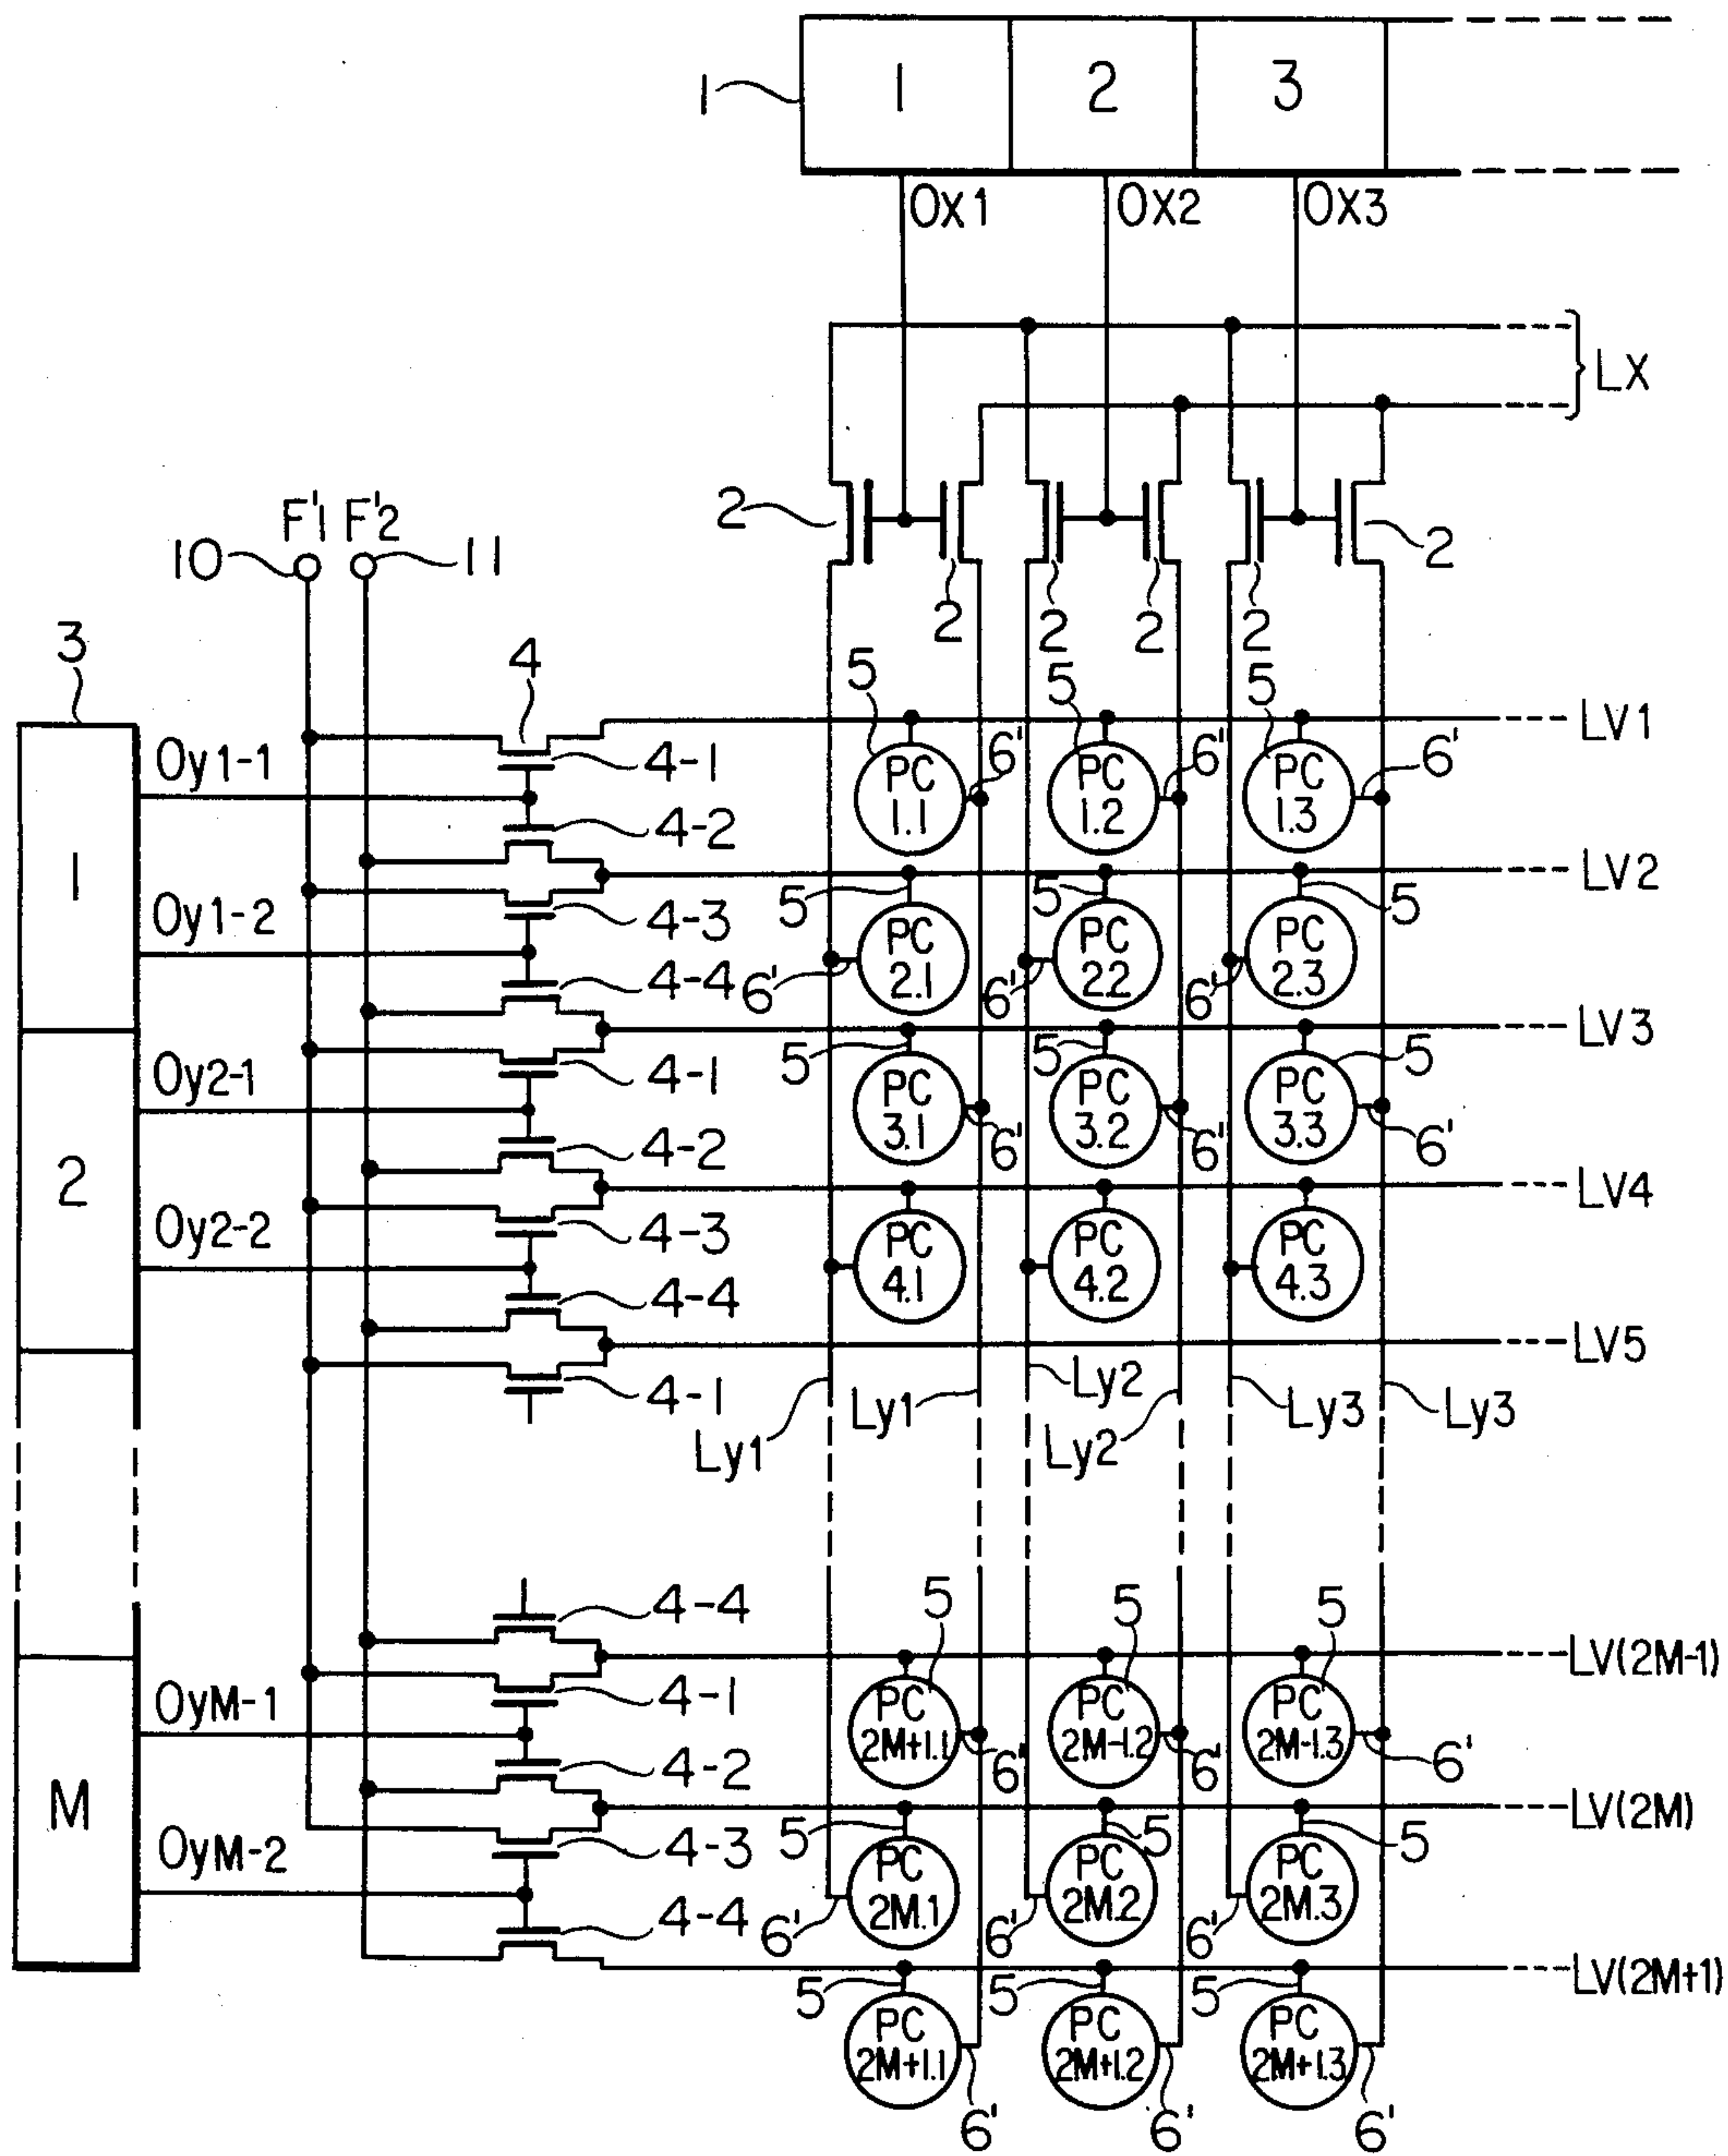 1 1 2 3
Ox1 Ox2 Ox3
LX
F'1 F'2 2 2
10 11 2 2 2 2
3 4 5 5 5
LV1
Oy1-1 4-1 PC 1.1 6' 5 PC 1.2 6' 5 PC 1.3 6'
4-2
1 LV2
Oy1-2 4-3 5 5 5
4-4 6' PC 2.1 6' PC 2.2 6' PC 2.3
LV3
Oy2-1 4-1 5 5 5
PC 3.1 6' PC 3.2 6' PC 3.3 6'
2 4-2
LV4
Oy2-2 4-3 PC 4.1 PC 4.2 PC 4.3
4-4
LV5
4-1 Ly1 Ly1 Ly2 Ly2 Ly3 Ly3
4-4 5 5 5
LV(2M-1)
OyM-1 4-1 PC 2M+1.1 6' PC 2M-1.2 6' PC 2M-1.3 6'
4-2
M LV(2M)
OyM-2 4-3 5 5 5
4-4 6' PC 2M.1 6' PC 2M.2 6' PC 2M.3
LV(2M+1)
5 5 5
PC 2M+1.1 PC 2M+1.2 PC 2M+1.3
6' 6' 6'